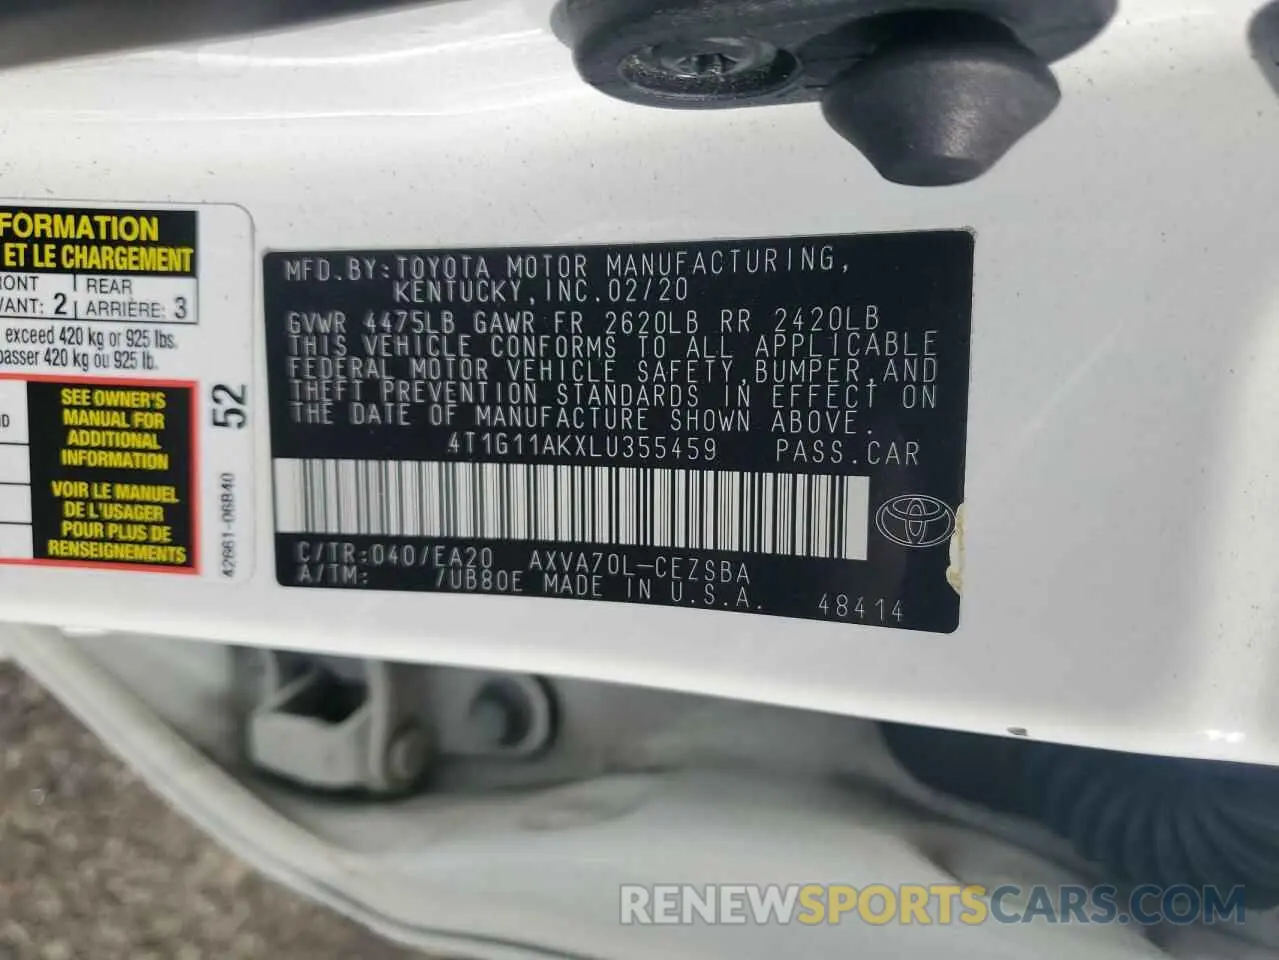 FORMATION
ET LE CHARGEMENT
REAR
2 ARRIÈRE: 3
exceed 420 kg or 925 lbs.
420 kg ou 925 lb.
SEE OWNER'S
MANUAL FOR
ADDITIONAL
INFORMATION
VOIR LE MANUEL
DE L'USAGER
POUR PLUS DE
RENSEIGNEMENTS
52
42661-06B40
MFD.BY:TOYOTA MOTOR MANUFACTURING,
KENTUCKY,INC.02/20
GVWR 4475LB GAWR FR 2620LB RR 2420LB
THIS VEHICLE CONFORMS TO ALL APPLICABLE
FEDERAL MOTOR VEHICLE SAFETY,BUMPER,AND
THEFT PREVENTION STANDARDS IN EFFECT ON
THE DATE OF MANUFACTURE SHOWN ABOVE.
4T1G11AKXLU355459 PASS.CAR
C/TR:040/EA20 AXVA70L-CEZSBA
A/TM: /UB80E MADE IN U.S.A.
48414
RENEWSPORTSCARS.COM